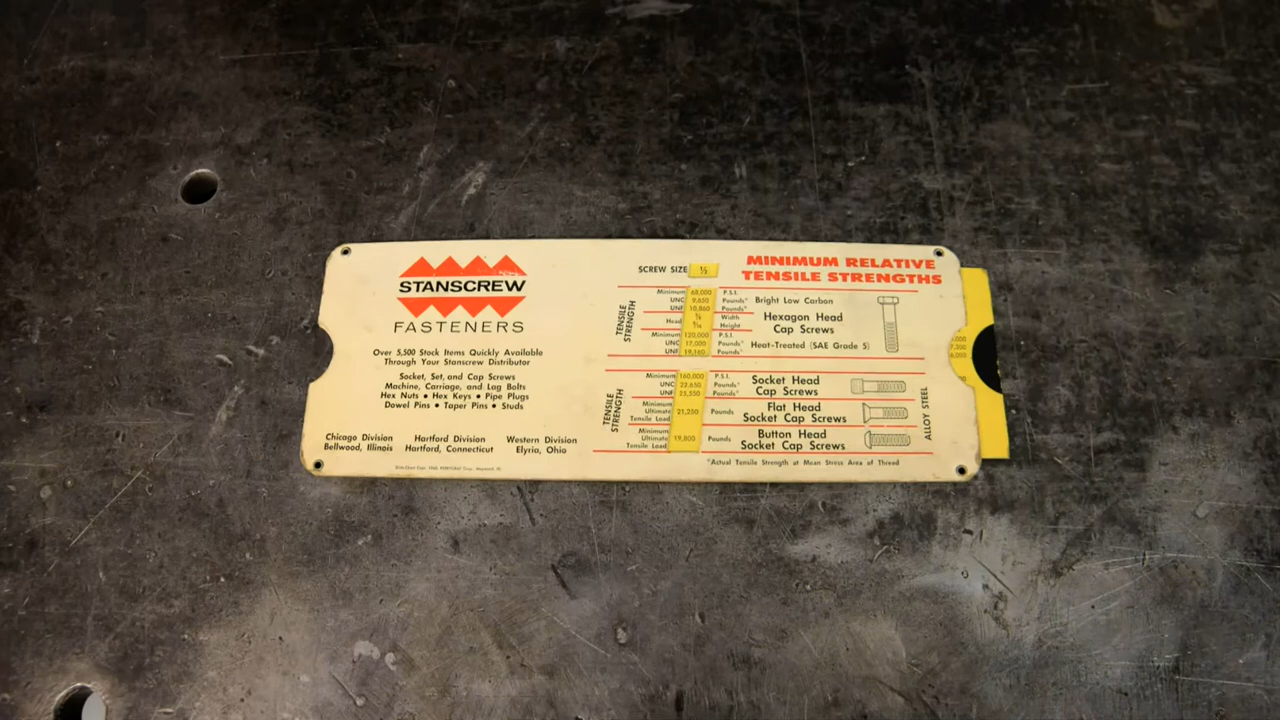 STANSCREW
FASTENERS
Over 5,500 Stock Items Quickly Available
Through Your Stanscrew Distributor
Socket, Set, and Cap Screws
Machine, Carriage, and Lag Bolts
Hex Nuts • Hex Keys • Pipe Plugs
Dowel Pins • Taper Pins • Studs
Chicago Division
Bellwood, Illinois
Hartford Division
Hartford, Connecticut
Western Division
Elyria, Ohio
SCREW SIZE ½
MINIMUM RELATIVE
TENSILE STRENGTHS
TENSILE
STRENGTH
Minimum 68,000 P.S.I.
UNC 9,650 Pounds*
UNF 10,860 Pounds*
Head ¾ Width
Height
Minimum 120,000 P.S.I.
UNC 17,000 Pounds*
UNF 19,160 Pounds*
Bright Low Carbon
Hexagon Head
Cap Screws
Heat-Treated (SAE Grade 5)
TENSILE
STRENGTH
Minimum 160,000 P.S.I.
UNC 22,650 Pounds*
UNF 25,550 Pounds*
Socket Head
Cap Screws
Minimum
Ultimate 21,250 Pounds
Tensile Load
Flat Head
Socket Cap Screws
Minimum
Ultimate 19,800 Pounds
Tensile Load
Button Head
Socket Cap Screws
ALLOY STEEL
*Actual Tensile Strength at Mean Stress Area of Thread